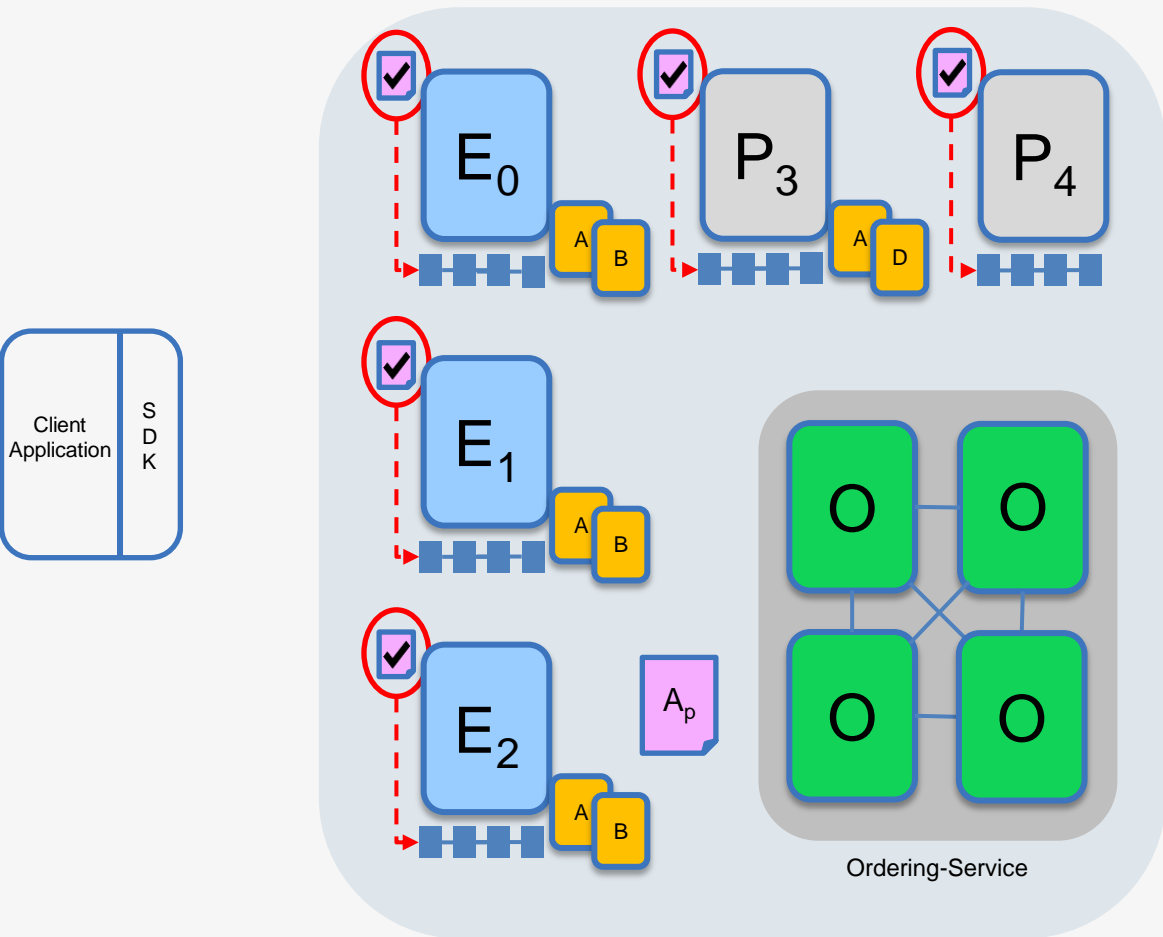 E0
A
B
P3
A
D
P4
Client
Application
S
D
K
E1
A
B
O
O
O
O
E2
A
B
Ap
Ordering-Service